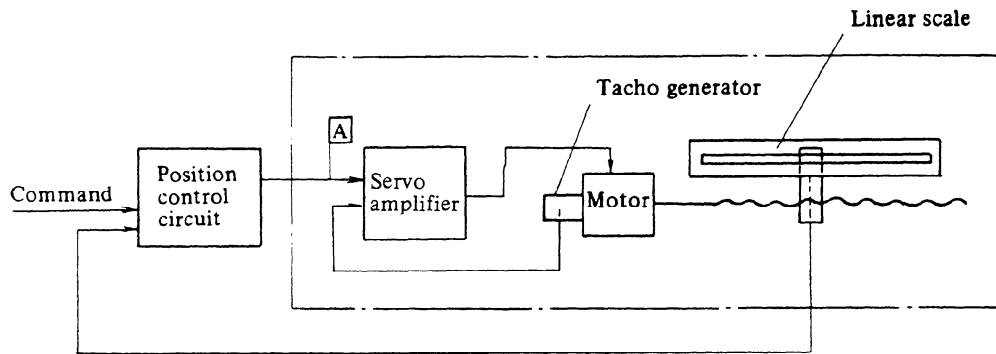 Linear scale
Tacho generator
A
Command
Position
control
circuit
Servo
amplifier
Motor